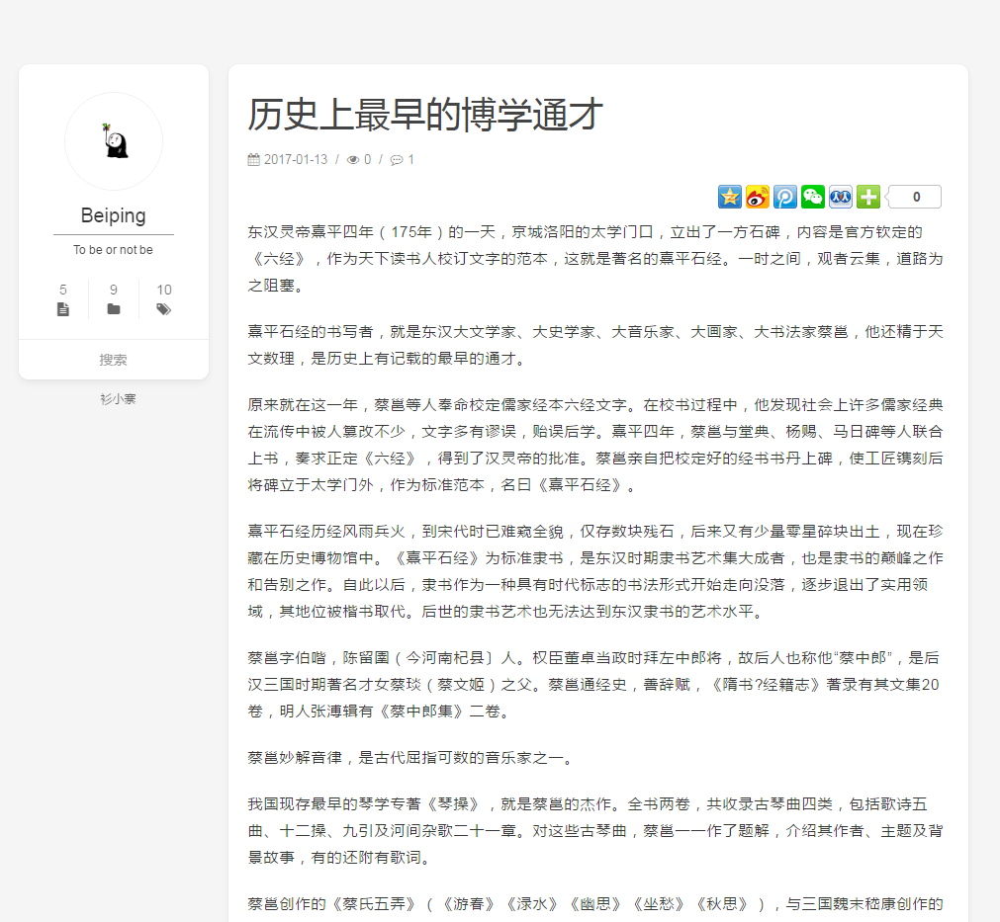 Beiping
To be or not be
5 9 10
搜索
衫小寨
历史上最早的博学通才
2017-01-13 / 0 / 1
0
东汉灵帝熹平四年（175年）的一天，京城洛阳的太学门口，立出了一方石碑，内容是官方钦定的
《六经》，作为天下读书人校订文字的范本，这就是著名的熹平石经。一时之间，观者云集，道路为
之阻塞。
熹平石经的书写者，就是东汉大文学家、大史学家、大音乐家、大画家、大书法家蔡邕，他还精于天
文数理，是历史上有记载的最早的通才。
原来就在这一年，蔡邕等人奉命校定儒家经本六经文字。在校书过程中，他发现社会上许多儒家经典
在流传中被人篡改不少，文字多有谬误，贻误后学。熹平四年，蔡邕与堂典、杨赐、马日碑等人联合
上书，奏求正定《六经》，得到了汉灵帝的批准。蔡邕亲自把校定好的经书书丹上碑，使工匠镌刻后
将碑立于太学门外，作为标准范本，名曰《熹平石经》。
熹平石经历经风雨兵火，到宋代时已难窥全貌，仅存数块残石，后来又有少量零星碎块出土，现在珍
藏在历史博物馆中。《熹平石经》为标准隶书，是东汉时期隶书艺术集大成者，也是隶书的巅峰之作
和告别之作。自此以后，隶书作为一种具有时代标志的书法形式开始走向没落，逐步退出了实用领
域，其地位被楷书取代。后世的隶书艺术也无法达到东汉隶书的艺术水平。
蔡邕字伯喈，陈留圉（今河南杞县〕人。权臣董卓当政时拜左中郎将，故后人也称他“蔡中郎”，是后
汉三国时期著名才女蔡琰（蔡文姬）之父。蔡邕通经史，善辞赋，《隋书?经籍志》著录有其文集20
卷，明人张溥辑有《蔡中郎集》二卷。
蔡邕妙解音律，是古代屈指可数的音乐家之一。
我国现存最早的琴学专著《琴操》，就是蔡邕的杰作。全书两卷，共收录古琴曲四类，包括歌诗五
曲、十二操、九引及河间杂歌二十一章。对这些古琴曲，蔡邕一一作了题解，介绍其作者、主题及背
景故事，有的还附有歌词。
蔡邕创作的《蔡氏五弄》（《游春》《渌水》《幽思》《坐愁》《秋思》），与三国魏末嵇康创作的